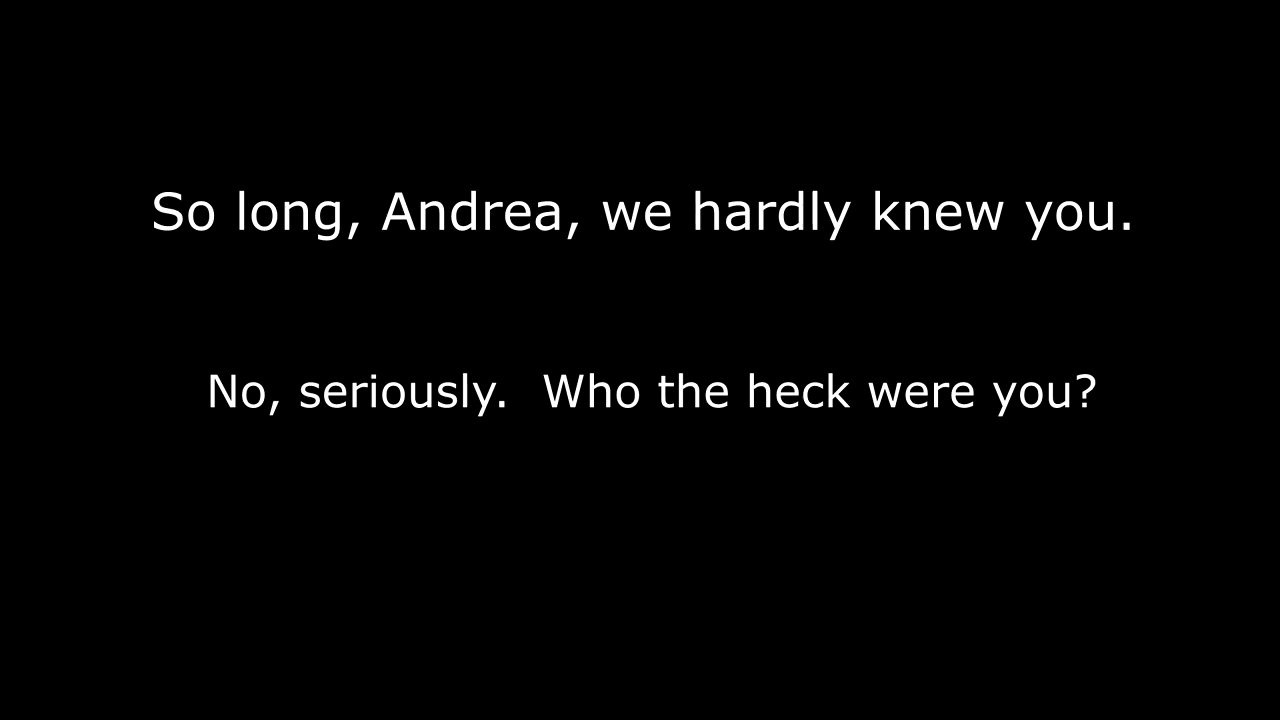 So long, Andrea, we hardly knew you.
No, seriously.  Who the heck were you?